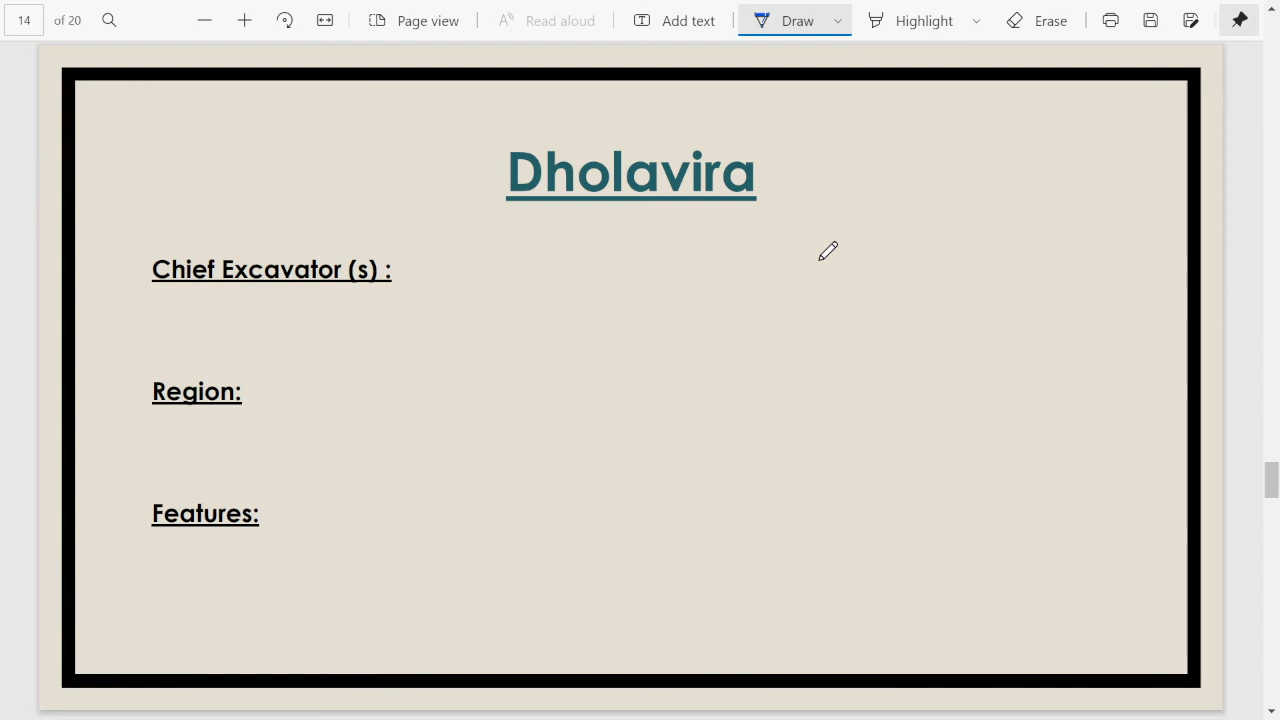 14 of 20 Page view Read aloud Add text Draw Highlight Erase
Dholavira
Chief Excavator (s) :
Region:
Features: